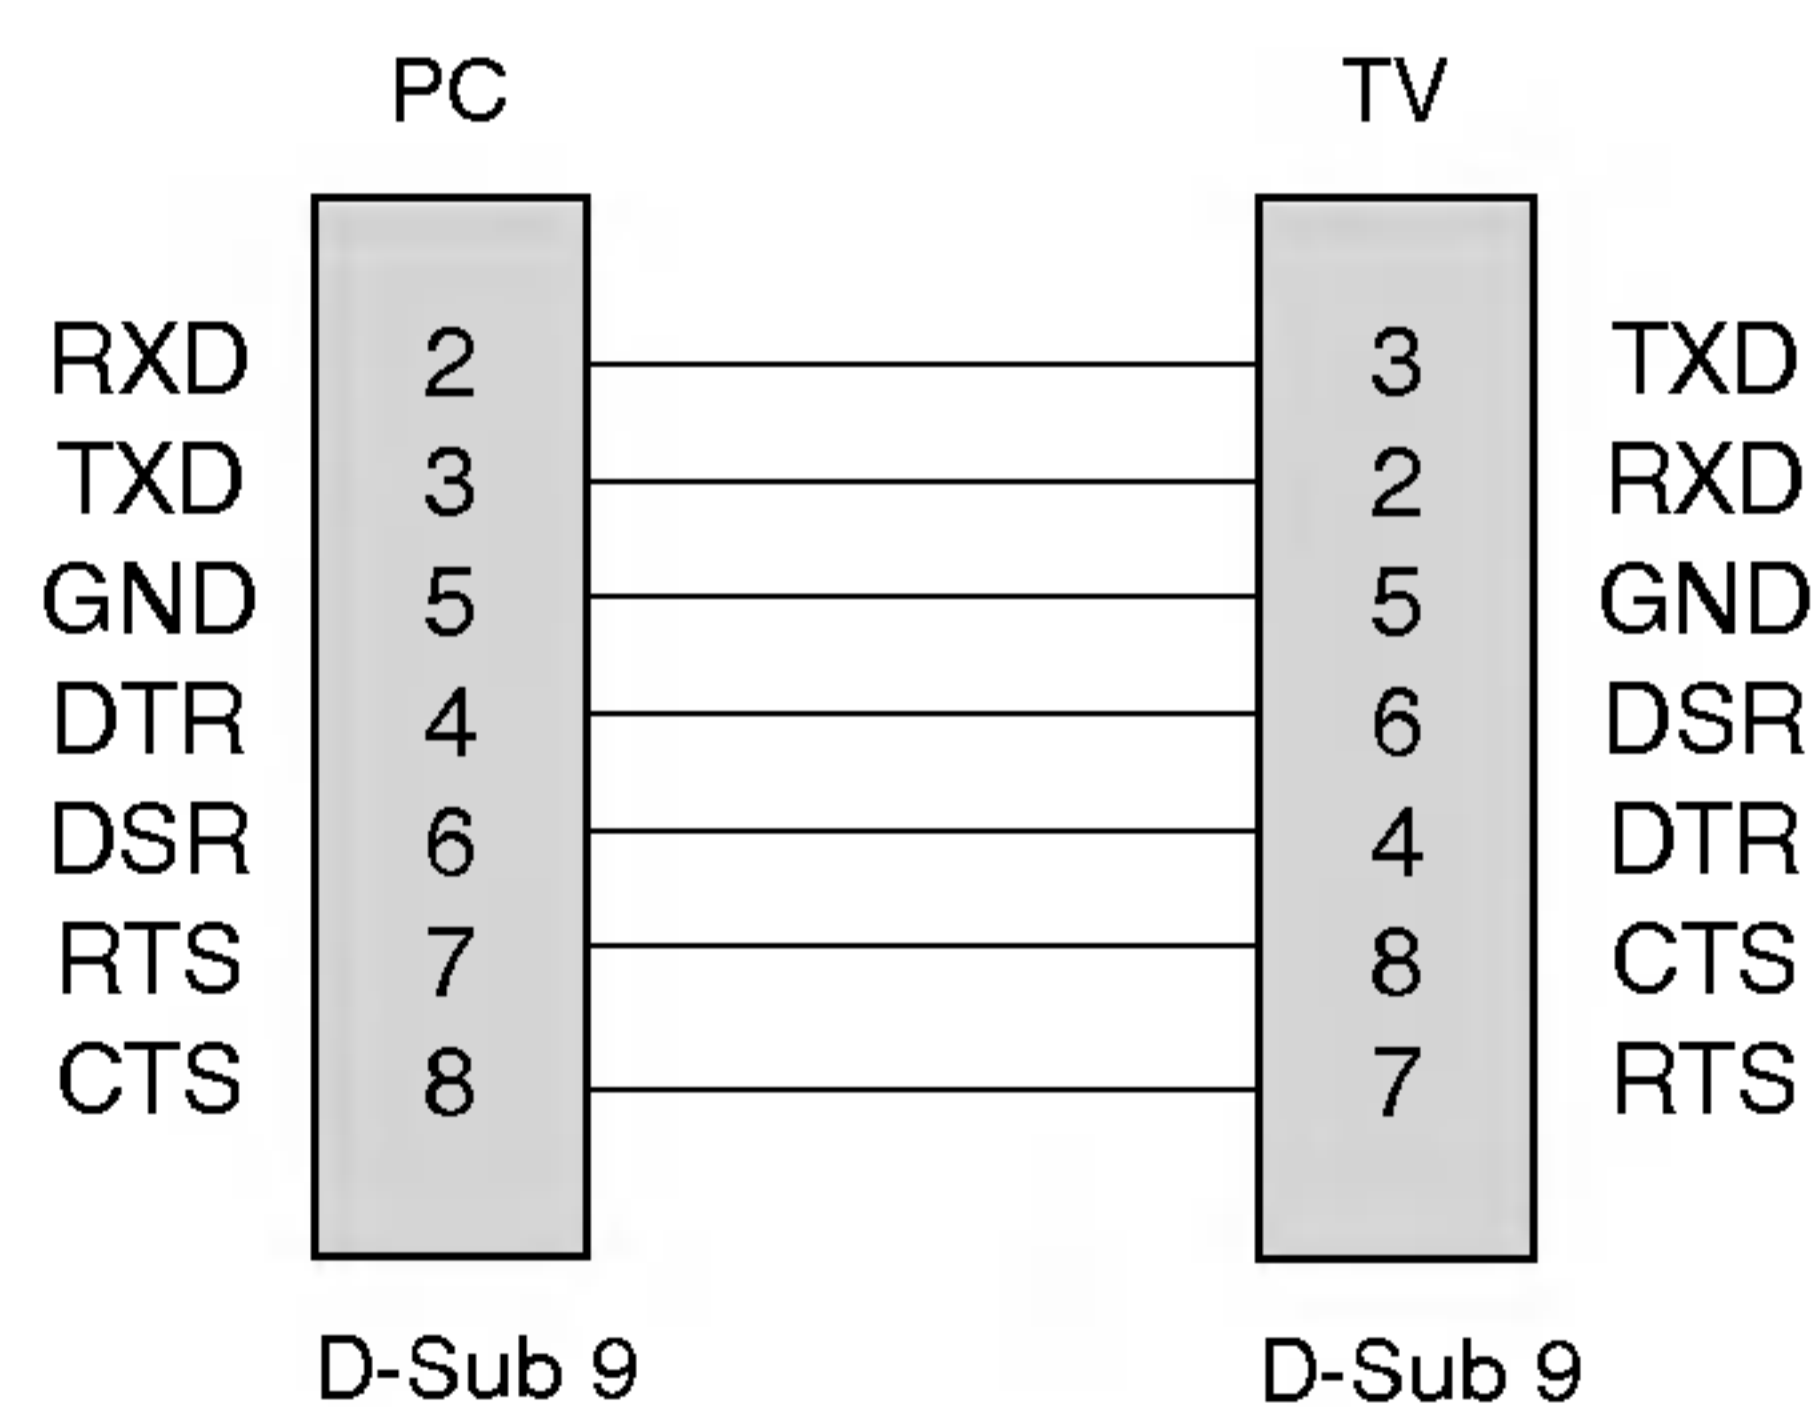 PC TV
RXD 2 3 TXD
TXD 3 2 RXD
GND 5 5 GND
DTR 4 6 DSR
DSR 6 4 DTR
RTS 7 8 CTS
CTS 8 7 RTS
D-Sub 9 D-Sub 9